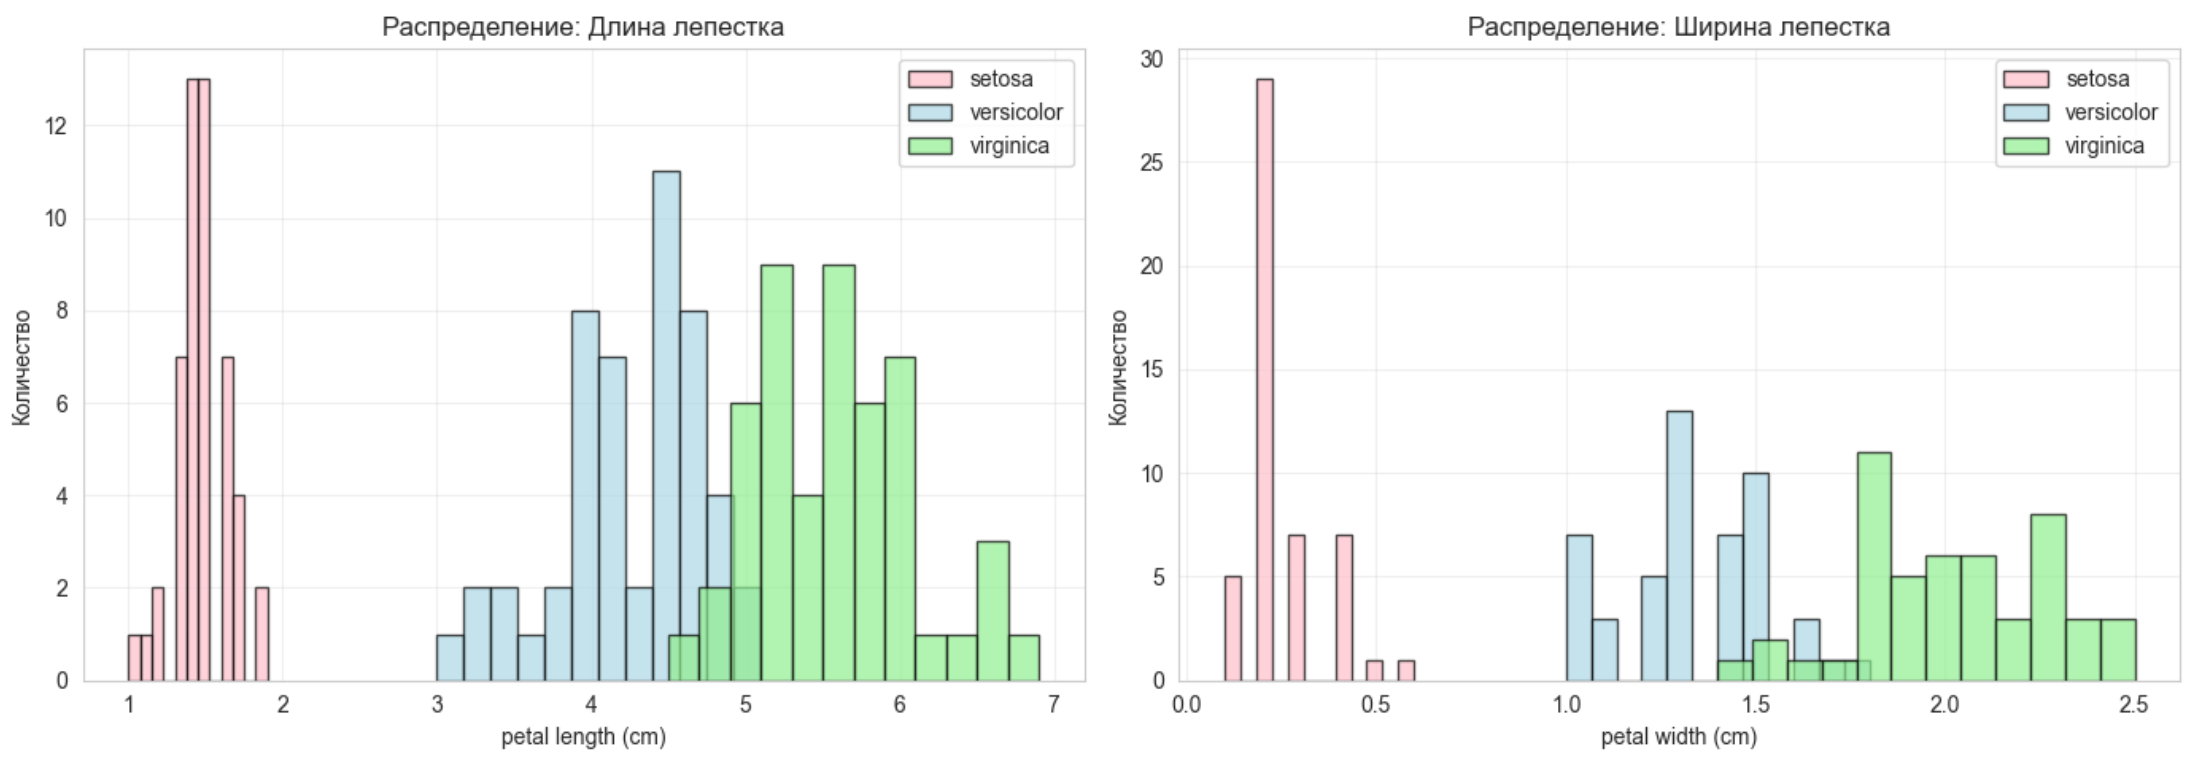 Распределение: Длина лепестка
setosa
versicolor
virginica
12
10
8
6
4
2
0
Количество
1 2 3 4 5 6 7
petal length (cm)
Распределение: Ширина лепестка
setosa
versicolor
virginica
30
25
20
15
10
5
0
Количество
0.0 0.5 1.0 1.5 2.0 2.5
petal width (cm)